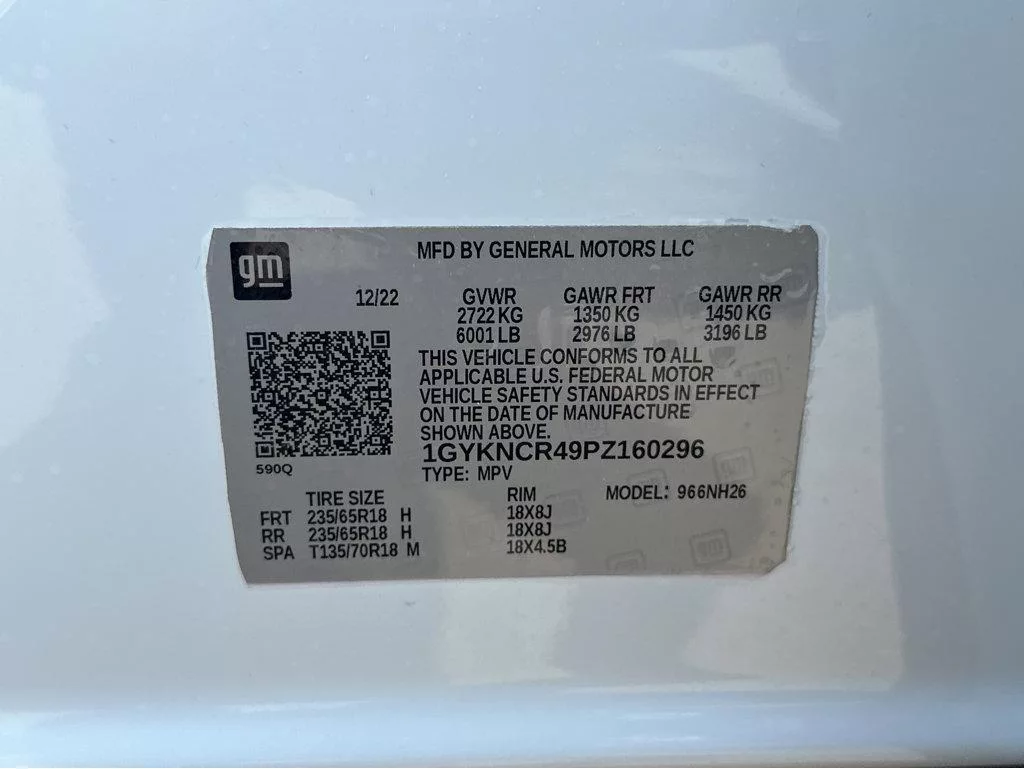 gm
MFD BY GENERAL MOTORS LLC
12/22
GVWR GAWR FRT GAWR RR
2722 KG 1350 KG 1450 KG
6001 LB 2976 LB 3196 LB
THIS VEHICLE CONFORMS TO ALL
APPLICABLE U.S. FEDERAL MOTOR
VEHICLE SAFETY STANDARDS IN EFFECT
ON THE DATE OF MANUFACTURE
SHOWN ABOVE.
1GYKNCR49PZ160296
590Q
TYPE: MPV
TIRE SIZE RIM MODEL: 966NH26
FRT 235/65R18 H 18X8J
RR 235/65R18 H 18X8J
SPA T135/70R18 M 18X4.5B